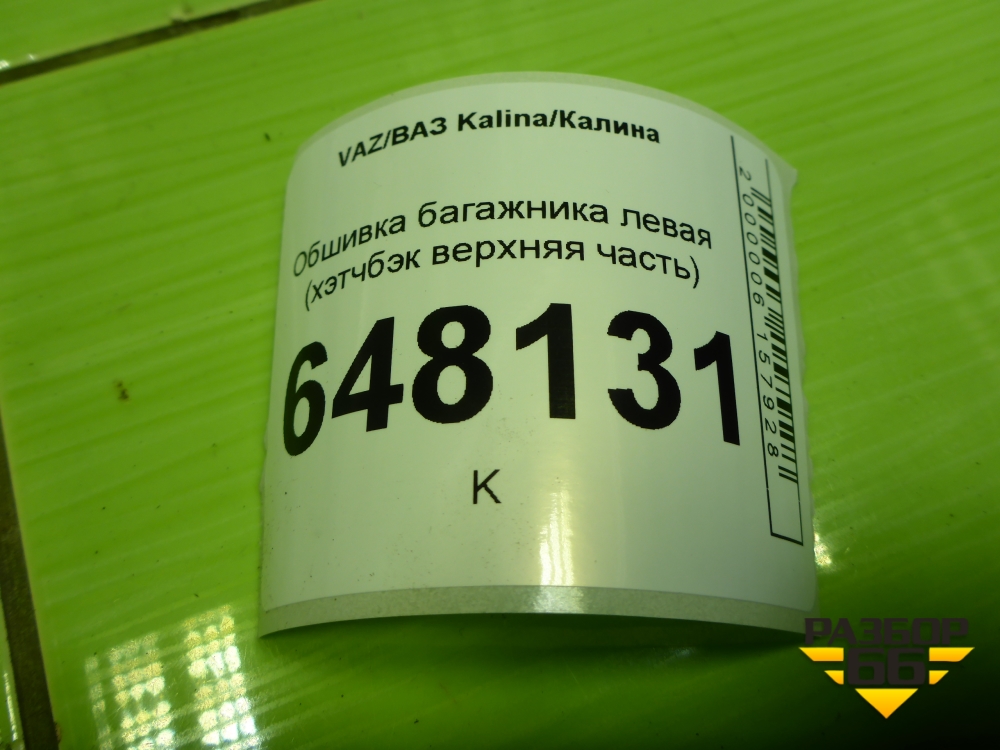 VAZ/ВАЗ Kalina/Калина
Обшивка багажника левая
(хэтчбэк верхняя часть)
648131
К
2000006157928
РАЗБОР
66